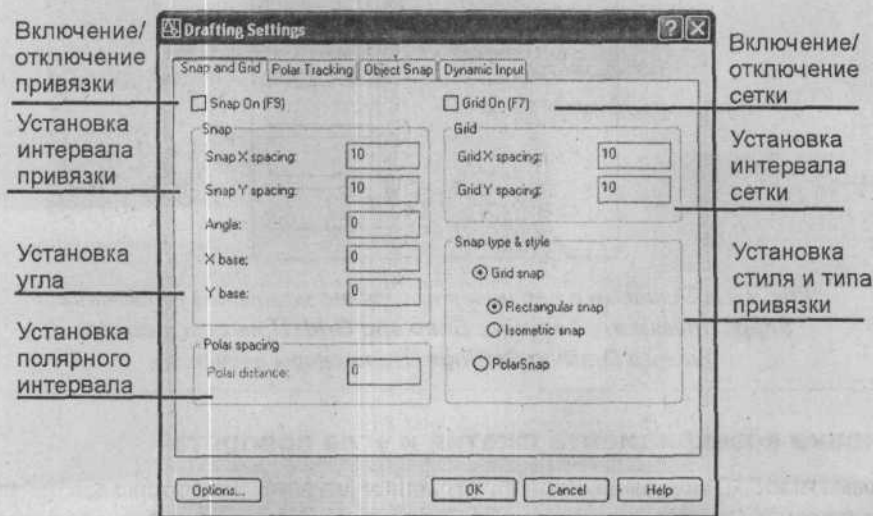 Включение/
отключение
привязки
Установка
интервала
привязки
Установка
угла
Установка
полярного
интервала
Drafting Settings
Snap and Grid
Polar Tracking
Object Snap
Dynamic Input
Snap On (F9)
Snap
Snap X spacing: 10
Snap Y spacing: 10
Angle: 0
X base: 0
Y base: 0
Polar spacing
Polar distance: 0
Grid On (F7)
Grid
Grid X spacing: 10
Grid Y spacing: 10
Snap type & style
Grid snap
Rectangular snap
Isometric snap
PolarSnap
Options...
OK
Cancel
Help
Включение/
отключение
сетки
Установка
интервала
сетки
Установка
стиля и типа
привязки